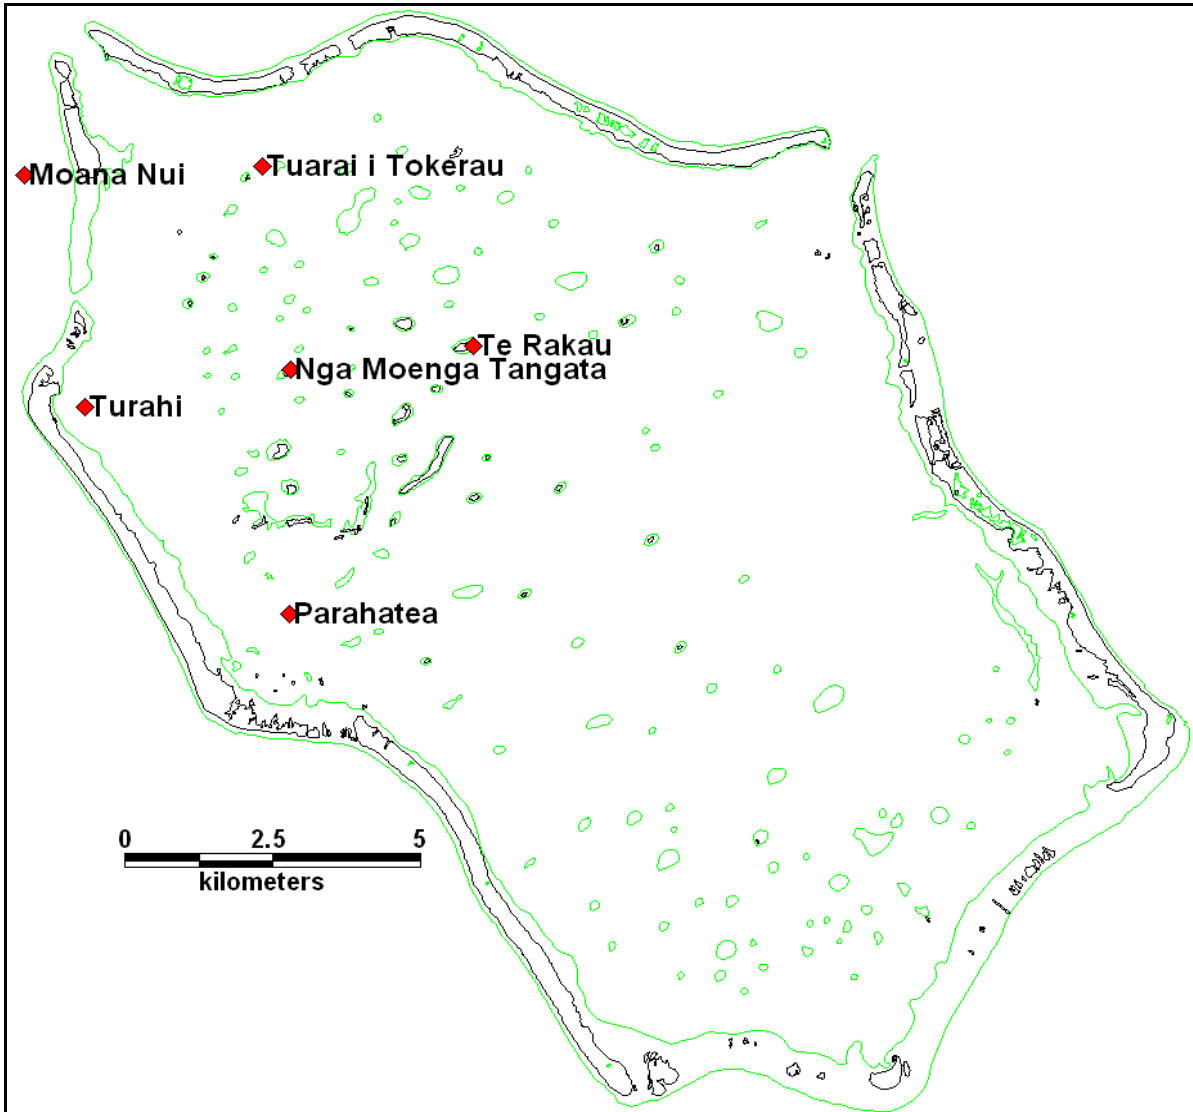 Tuarai i Tokerau
Moana Nui
Te Rakau
Nga Moenga Tangata
Turahi
Parahatea
0 2.5 5
kilometers